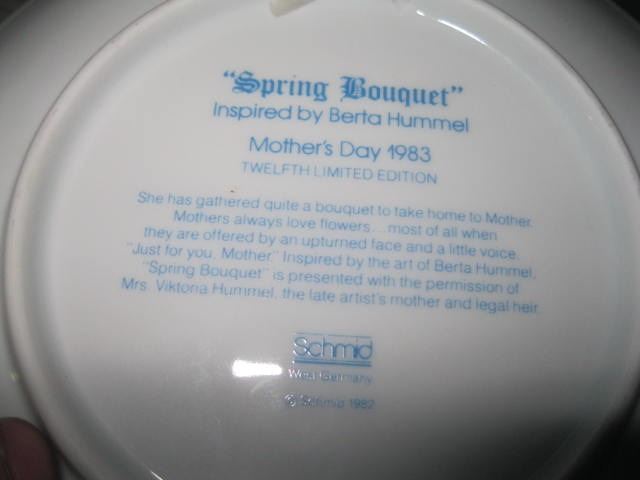 "Spring Bouquet"
Inspired by Berta Hummel
Mother's Day 1983
TWELFTH LIMITED EDITION
She has gathered quite a bouquet to take home to Mother.
Mothers always love flowers...most of all when
they are offered by an upturned face and a little voice,
"Just for you, Mother." Inspired by the art of Berta Hummel,
"Spring Bouquet" is presented with the permission of
Mrs. Viktoria Hummel, the late artist's mother and legal heir.
Schmid
West Germany
© Schmid 1982